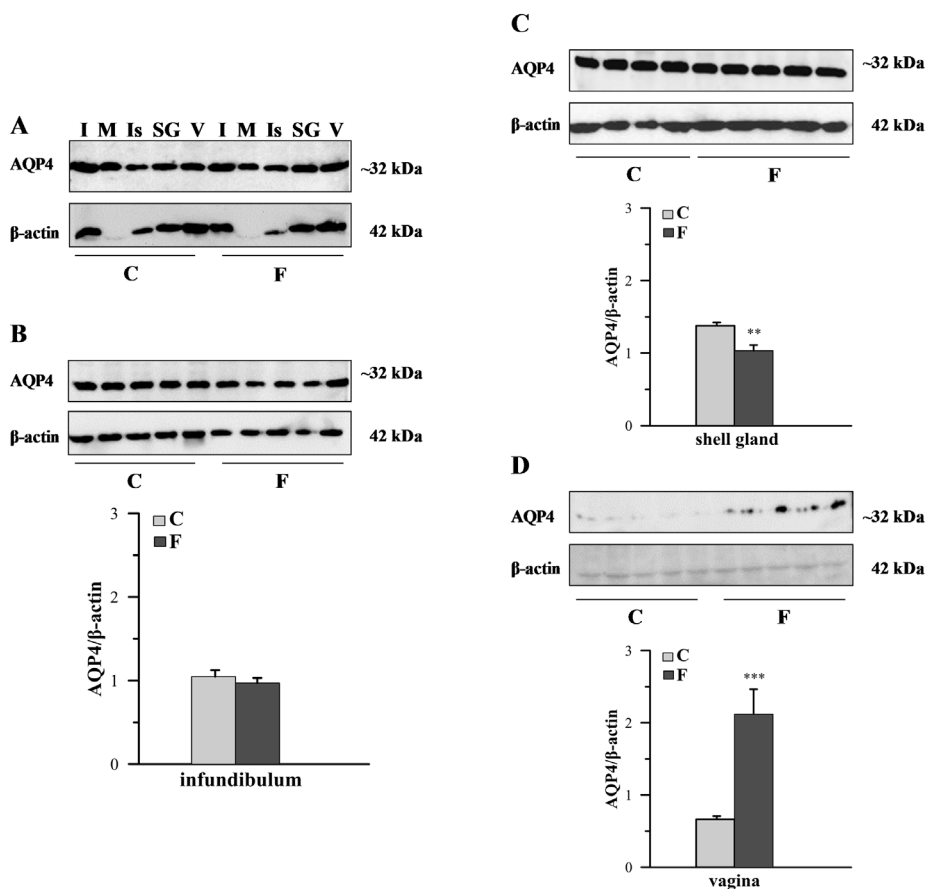 A
I M Is SG V I M Is SG V
AQP4 ~32 kDa
β-actin 42 kDa
C F
B
AQP4 ~32 kDa
β-actin 42 kDa
C F
3
C
F
2
AQP4/β-actin
1
0
infundibulum
C
AQP4 ~32 kDa
β-actin 42 kDa
C F
3
C
F
2
AQP4/β-actin
**
1
0
shell gland
D
AQP4 ~32 kDa
β-actin 42 kDa
C F
3
C
F
***
2
AQP4/β-actin
1
0
vagina